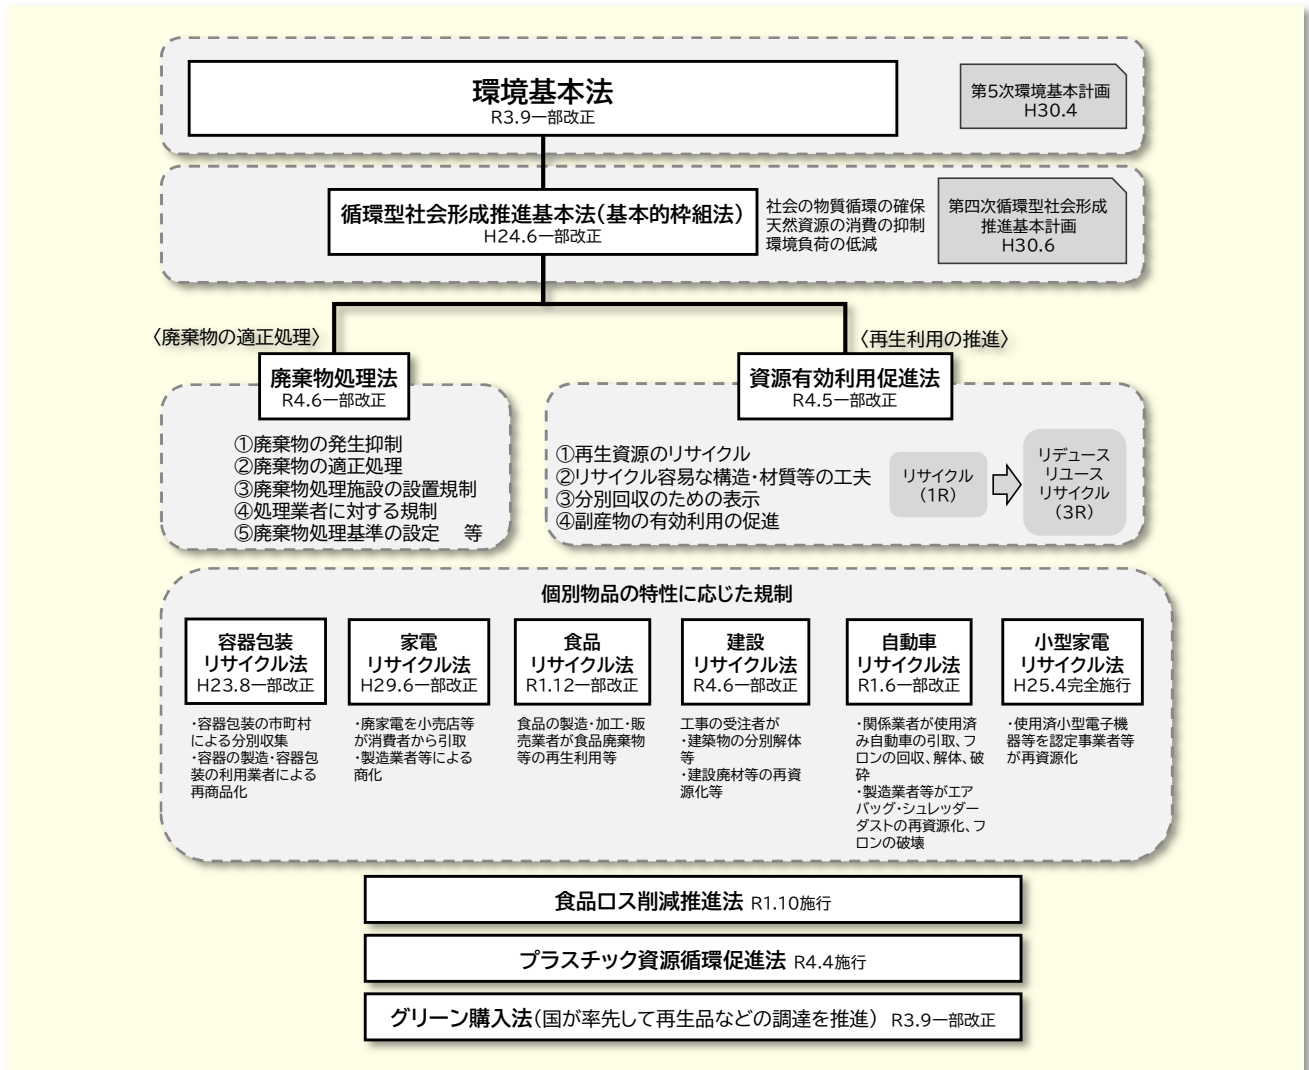 環境基本法
R3.9一部改正
第5次環境基本計画
H30.4
循環型社会形成推進基本法(基本的枠組法)
H24.6一部改正
社会の物質循環の確保
天然資源の消費の抑制
環境負荷の低減
第四次循環型社会形成
推進基本計画
H30.6
〈廃棄物の適正処理〉
廃棄物処理法
R4.6一部改正
①廃棄物の発生抑制
②廃棄物の適正処理
③廃棄物処理施設の設置規制
④処理業者に対する規制
⑤廃棄物処理基準の設定 等
〈再生利用の推進〉
資源有効利用促進法
R4.5一部改正
①再生資源のリサイクル
②リサイクル容易な構造・材質等の工夫
③分別回収のための表示
④副産物の有効利用の促進
リサイクル
(1R)
リデュース
リユース
リサイクル
(3R)
個別物品の特性に応じた規制
容器包装
リサイクル法
H23.8一部改正
・容器包装の市町村
による分別収集
・容器の製造・容器包
装の利用業者による
再商品化
家電
リサイクル法
H29.6一部改正
・廃家電を小売店等
が消費者から引取
・製造業者等による
商化
食品
リサイクル法
R1.12一部改正
食品の製造・加工・販
売業者が食品廃棄物
等の再生利用等
建設
リサイクル法
R4.6一部改正
工事の受注者が
・建築物の分別解体
等
・建設廃材等の再資
源化等
自動車
リサイクル法
R1.6一部改正
・関係業者が使用済
み自動車の引取、フ
ロンの回収、解体、破
砕
・製造業者等がエア
バッグ・シュレッダー
ダストの再資源化、フ
ロンの破壊
小型家電
リサイクル法
H25.4完全施行
・使用済小型電子機
器等を認定事業者等
が再資源化
食品ロス削減推進法 R1.10施行
プラスチック資源循環促進法 R4.4施行
グリーン購入法(国が率先して再生品などの調達を推進) R3.9一部改正